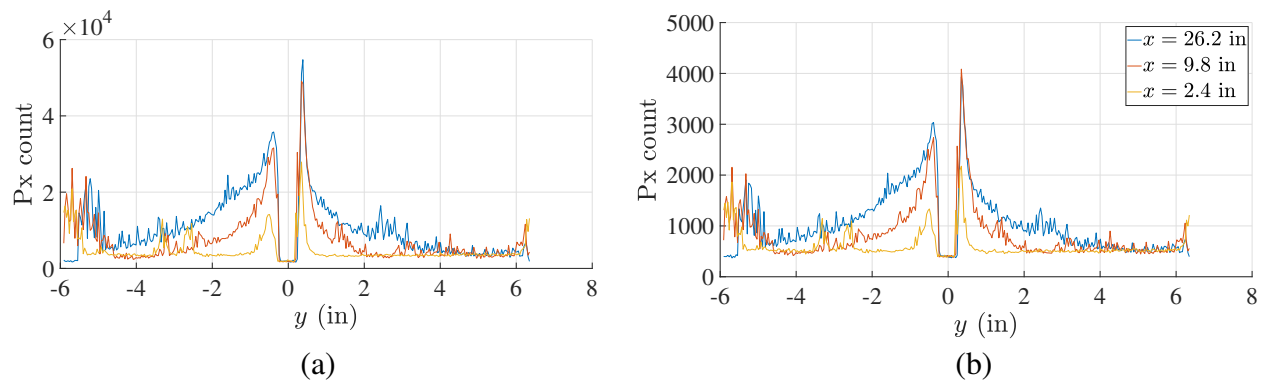 ×10⁴
6
4
2
0
Px count
-6 -4 -2 0 2 4 6 8
y (in)
(a)
5000
4000
3000
2000
1000
0
Px count
-6 -4 -2 0 2 4 6 8
y (in)
x = 26.2 in
x = 9.8 in
x = 2.4 in
(b)